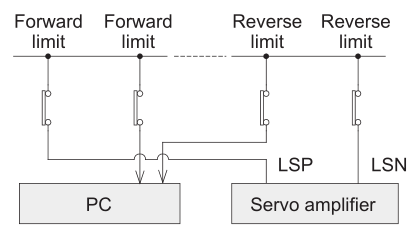 Forward limit
Forward limit
Reverse limit
Reverse limit
LSP
LSN
PC
Servo amplifier